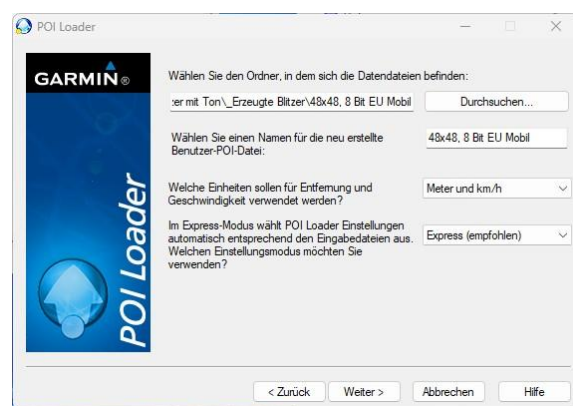 POI Loader
GARMIN®
POI Loader
Wählen Sie den Ordner, in dem sich die Datendateien befinden:
:er mit Ton\_Erzeugte Blitzer\48x48, 8 Bit EU Mobil
Durchsuchen...
Wählen Sie einen Namen für die neu erstellte
Benutzer-POI-Datei:
48x48, 8 Bit EU Mobil
Welche Einheiten sollen für Entfernung und
Geschwindigkeit verwendet werden?
Meter und km/h
Im Express-Modus wählt POI Loader Einstellungen
automatisch entsprechend den Eingabedateien aus.
Welchen Einstellungsmodus möchten Sie
verwenden?
Express (empfohlen)
< Zurück
Weiter >
Abbrechen
Hilfe